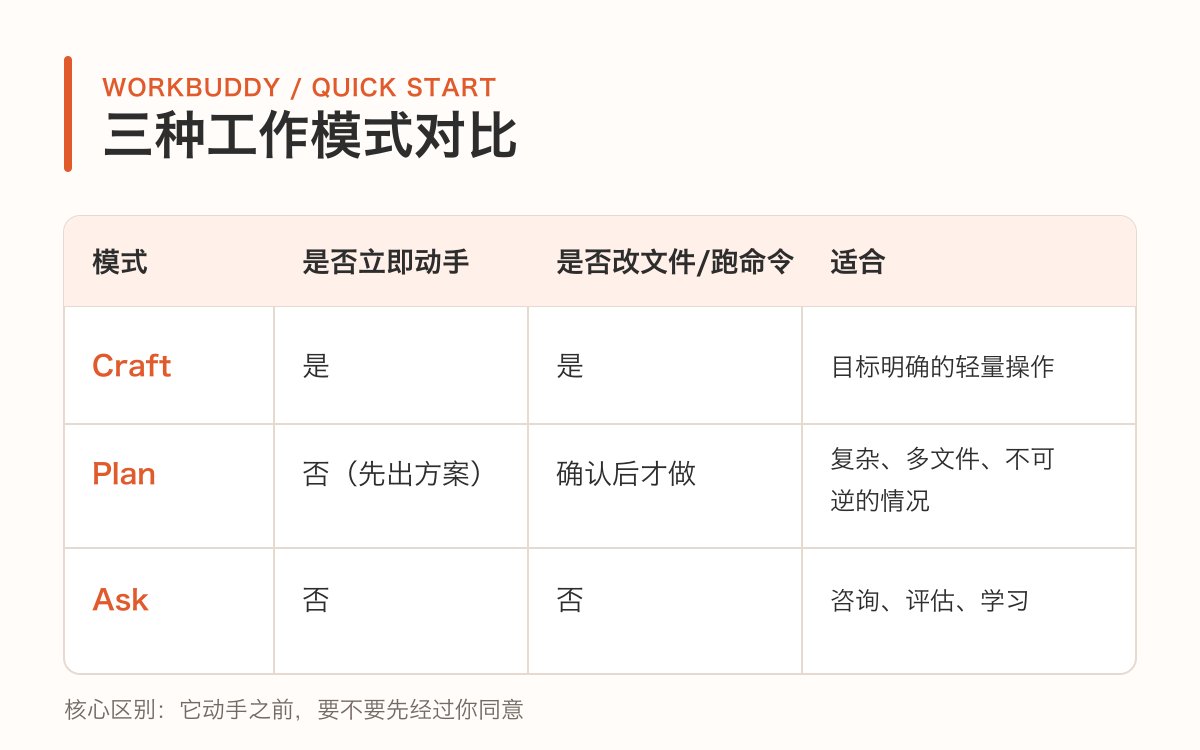 WORKBUDDY / QUICK START
三种工作模式对比
模式 是否立即动手 是否改文件/跑命令 适合
Craft 是 是 目标明确的轻量操作
Plan 否（先出方案） 确认后才做 复杂、多文件、不可
逆的情况
Ask 否 否 咨询、评估、学习
核心区别：它动手之前，要不要先经过你同意